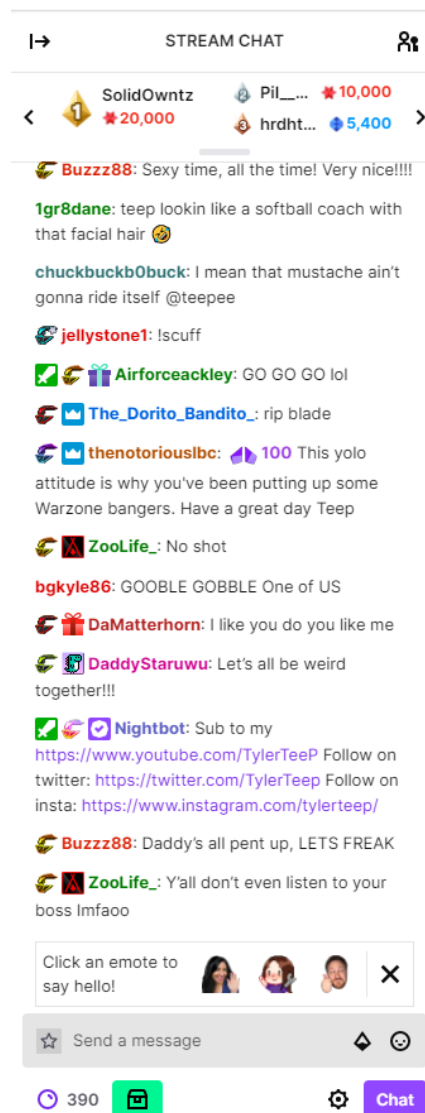 STREAM CHAT
1
SolidOwntz
20,000
2 Pil__... 10,000
3 hrdht... 5,400
Buzzz88: Sexy time, all the time! Very nice!!!!
1gr8dane: teep lookin like a softball coach with
that facial hair
chuckbuckb0buck: I mean that mustache ain't
gonna ride itself @teepee
jellystone1: !scuff
Airforceackley: GO GO GO lol
The_Dorito_Bandito_: rip blade
thenotoriouslbc: 100 This yolo
attitude is why you've been putting up some
Warzone bangers. Have a great day Teep
ZooLife_: No shot
bgkyle86: GOOBLE GOBBLE One of US
DaMatterhorn: I like you do you like me
DaddyStaruwu: Let's all be weird
together!!!
Nightbot: Sub to my
https://www.youtube.com/TylerTeeP Follow on
twitter: https://twitter.com/TylerTeep Follow on
insta: https://www.instagram.com/tylerteep/
Buzzz88: Daddy's all pent up, LETS FREAK
ZooLife_: Y'all don't even listen to your
boss lmfaoo
Click an emote to
say hello!
Send a message
390
Chat